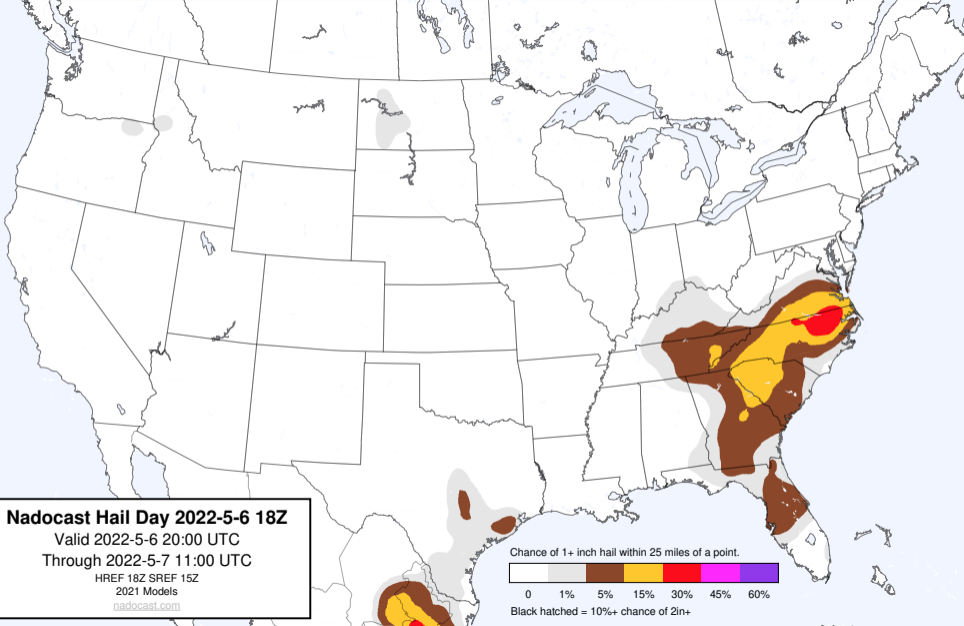 Nadocast Hail Day 2022-5-6 18Z
Valid 2022-5-6 20:00 UTC
Through 2022-5-7 11:00 UTC
HREF 18Z SREF 15Z
2021 Models
nadocast.com
Chance of 1+ inch hail within 25 miles of a point.
0 1% 5% 15% 30% 45% 60%
Black hatched = 10%+ chance of 2in+